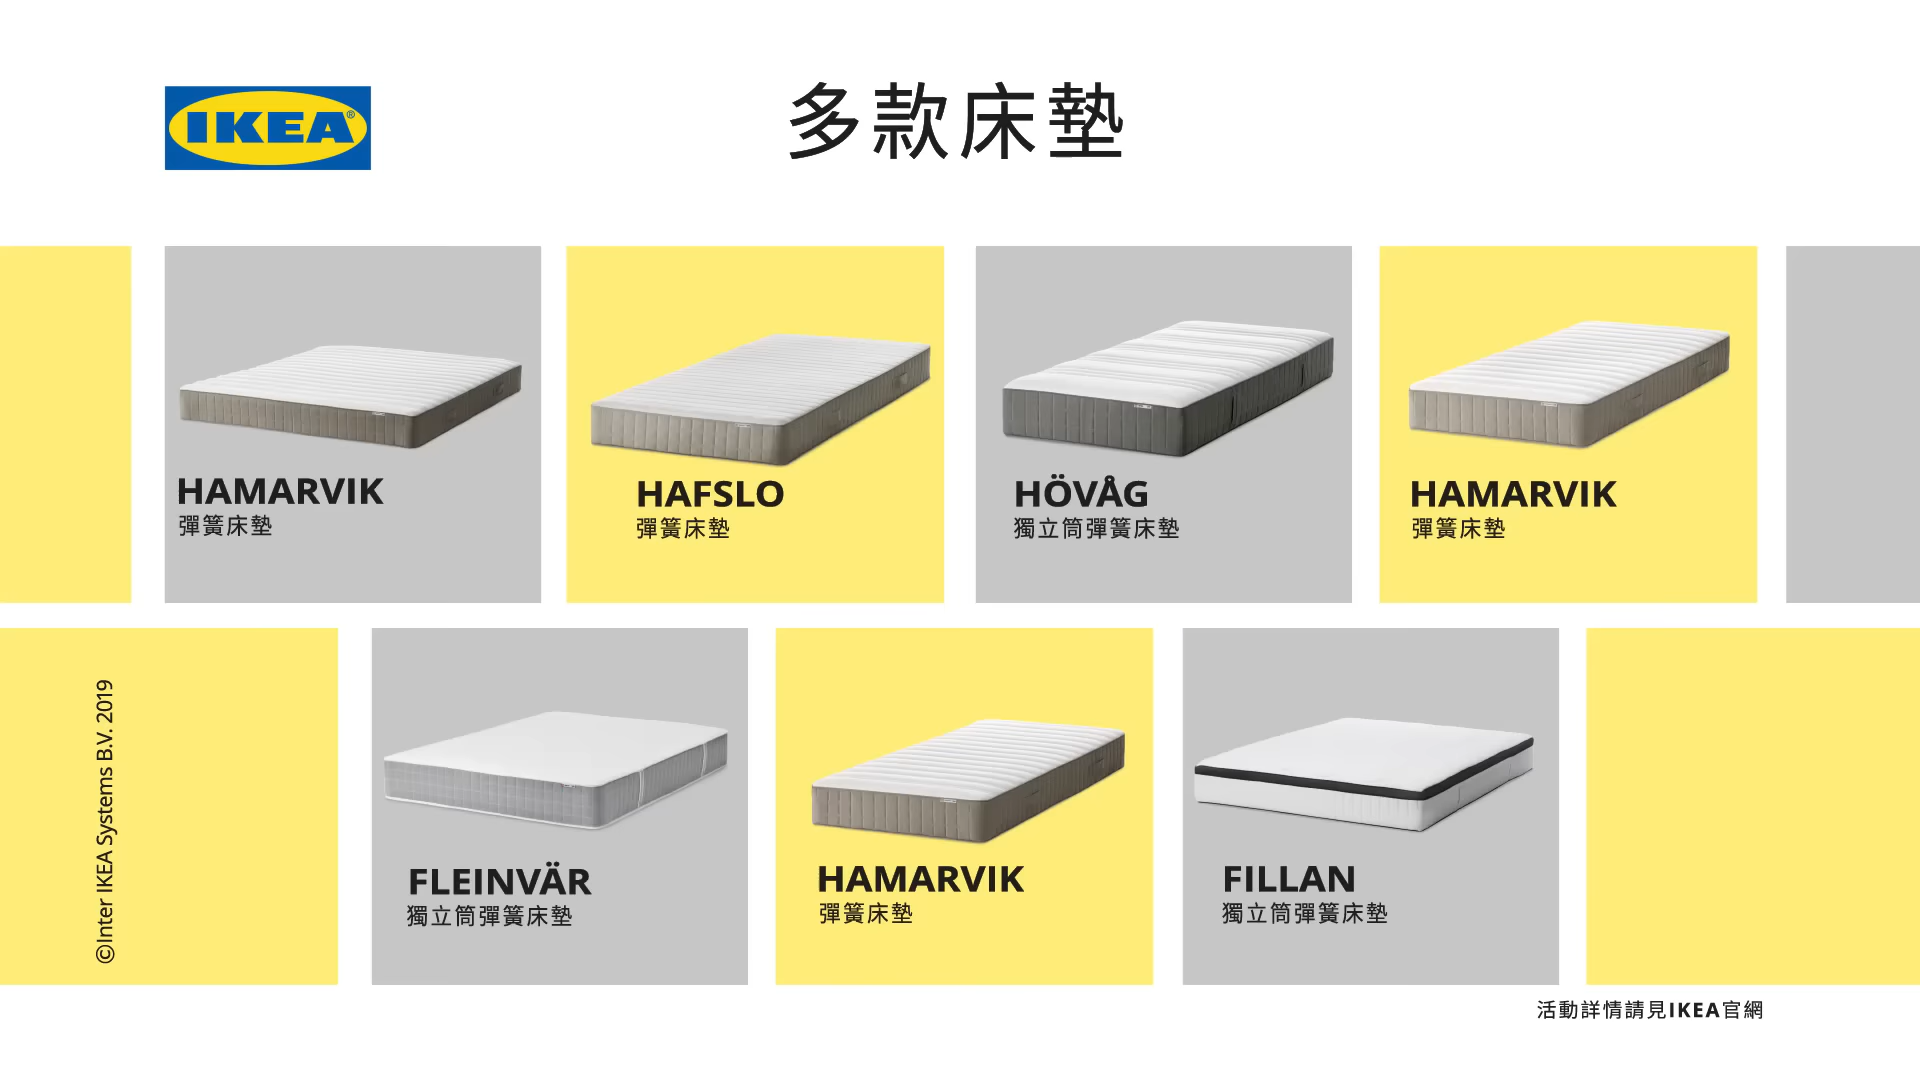 IKEA®
多款床墊
HAMARVIK
彈簧床墊
HAFSLO
彈簧床墊
HÖVÅG
獨立筒彈簧床墊
HAMARVIK
彈簧床墊
FLEINVÄR
獨立筒彈簧床墊
HAMARVIK
彈簧床墊
FILLAN
獨立筒彈簧床墊
©Inter IKEA Systems B.V. 2019
活動詳情請見IKEA官網